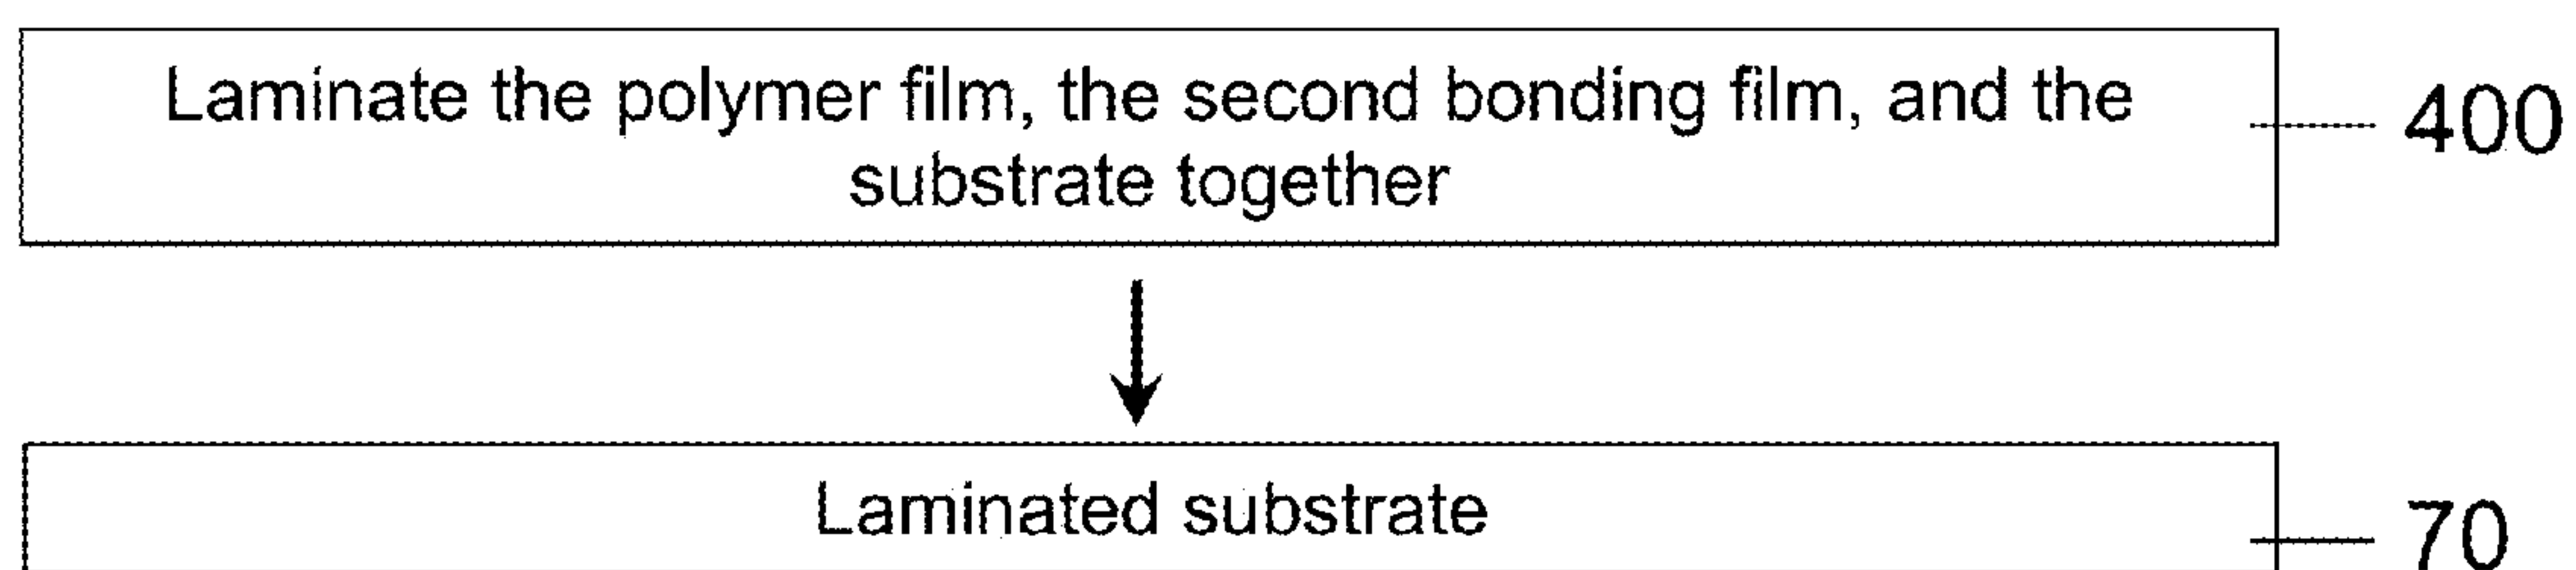 Laminate the polymer film, the second bonding film, and the
substrate together
400
Laminated substrate
70